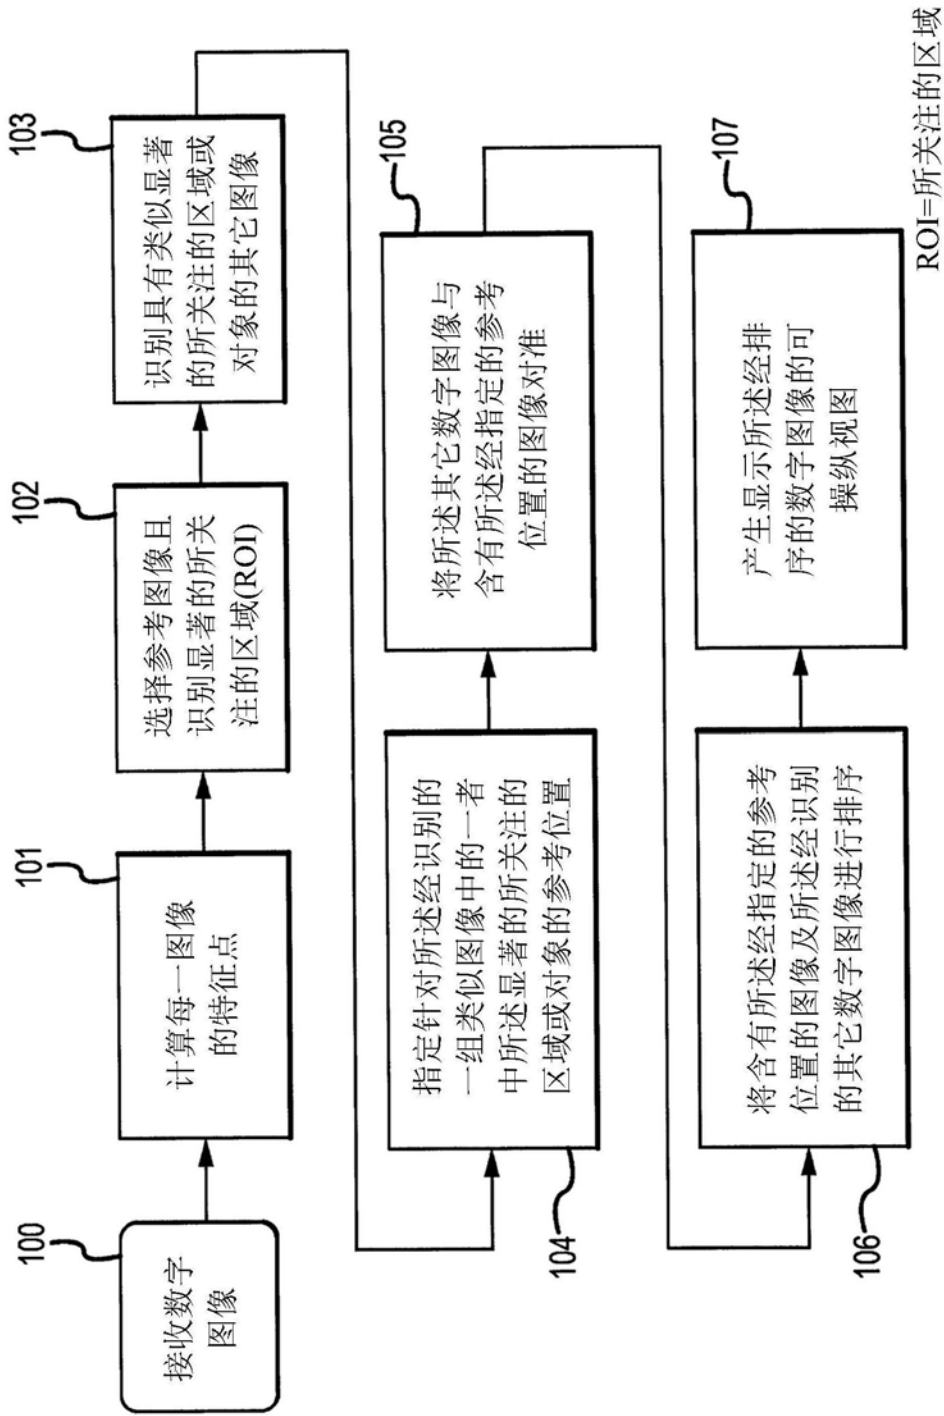 100
接收数字
图像
101
计算每一图像
的特征点
102
选择参考图像且
识别显著的所关
注的区域(ROI)
103
识别具有类似显著
的所关注的区域或
对象的其它图像
104
指定针对所述经识别的
一组类似图像中的一者
中所述显著的所关注的
区域或对象的参考位置
105
将所述其它数字图像与
含有所述经指定的参考
位置的图像对准
106
将含有所述经指定的参考
位置的图像及所述经识别
的其它数字图像进行排序
107
产生显示所述经排
序的数字图像的可
操纵视图
ROI=所关注的区域